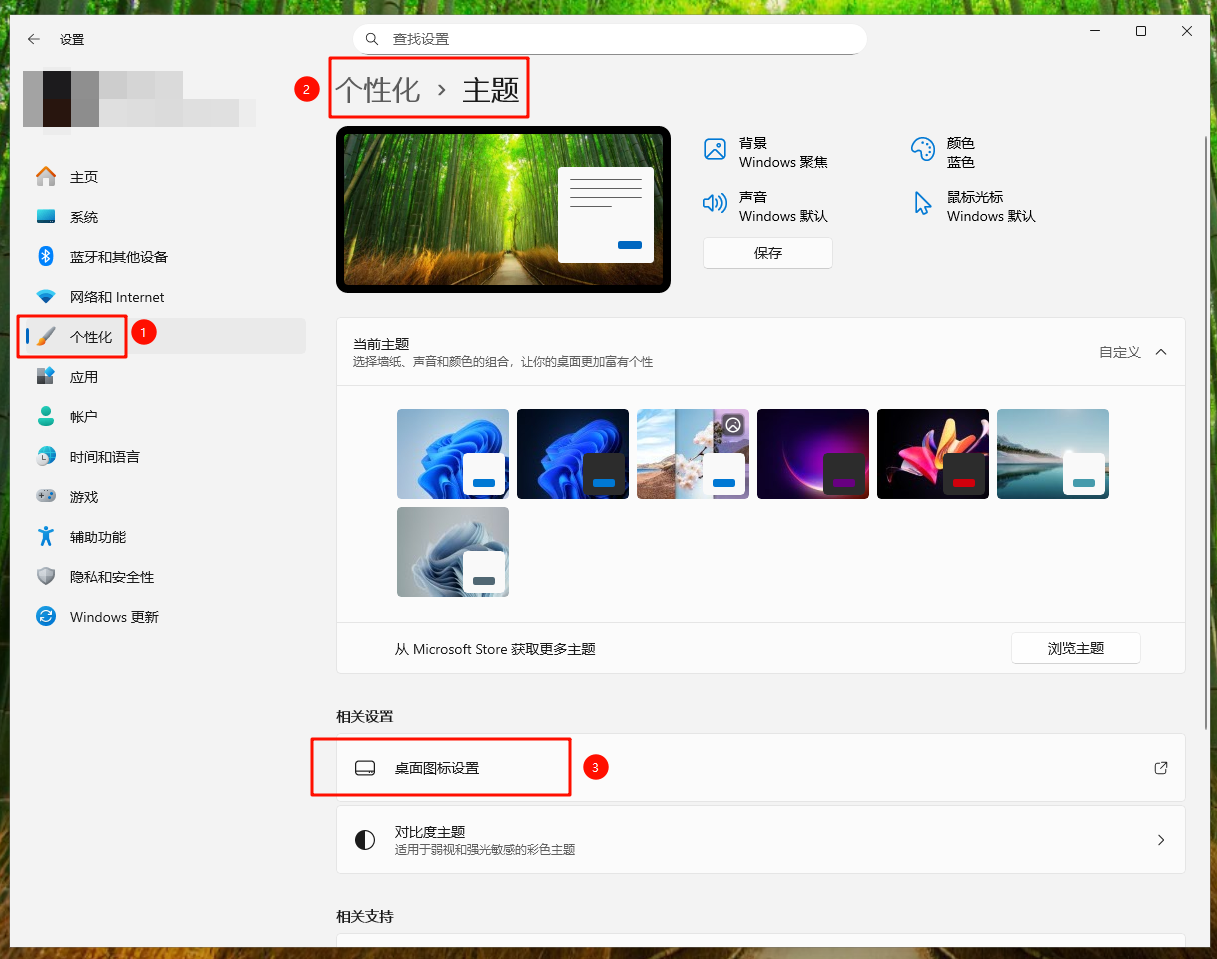 设置
查找设置
主页
系统
蓝牙和其他设备
网络和 Internet
个性化
1
应用
帐户
时间和语言
游戏
辅助功能
隐私和安全性
Windows 更新
2
个性化 › 主题
背景
Windows 聚焦
颜色
蓝色
声音
Windows 默认
鼠标光标
Windows 默认
保存
当前主题
选择墙纸、声音和颜色的组合，让你的桌面更加富有个性
自定义
从 Microsoft Store 获取更多主题
浏览主题
相关设置
桌面图标设置
3
对比度主题
适用于弱视和强光敏感的彩色主题
相关支持